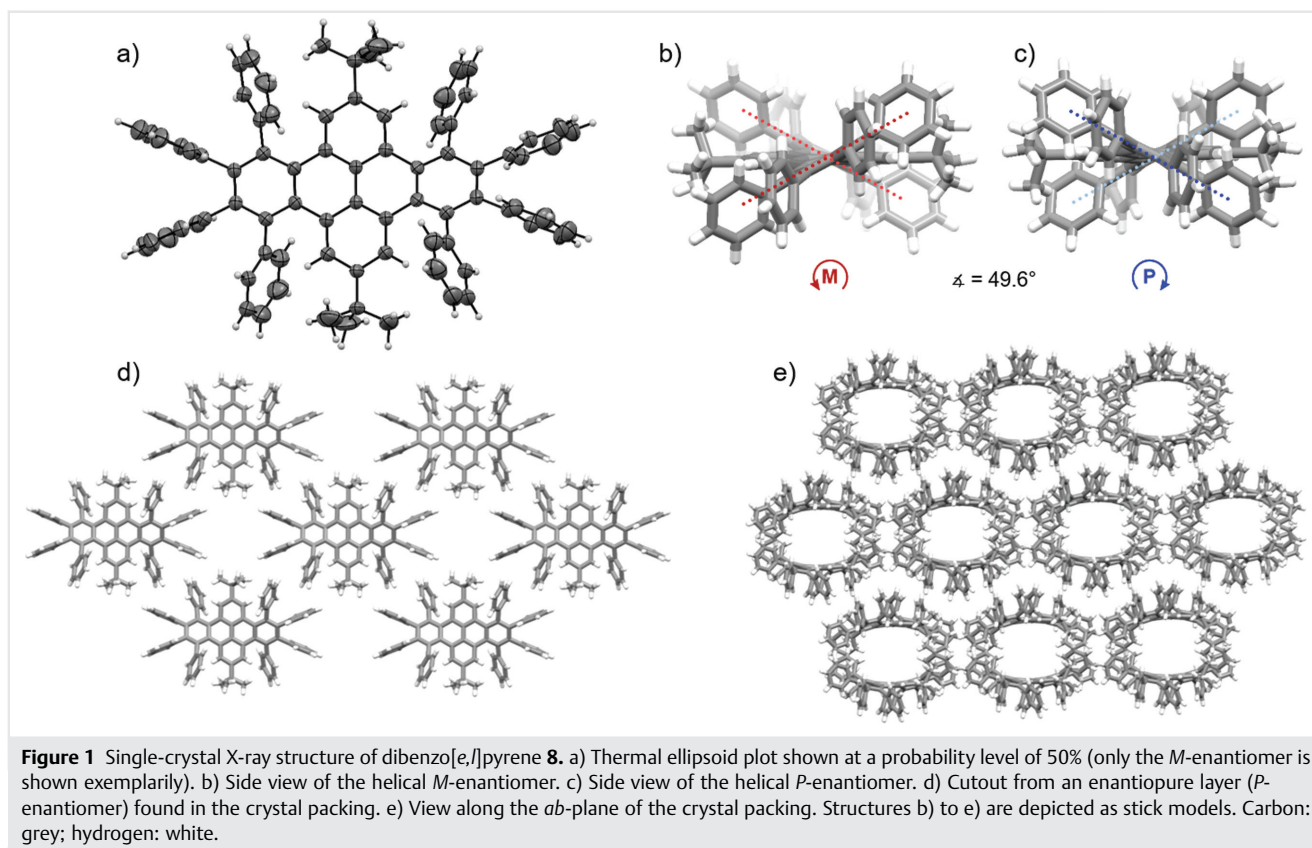 a)
b)
c)
M
∡ = 49.6°
P
d)
e)
Figure 1 Single-crystal X-ray structure of dibenzo[e,l]pyrene 8. a) Thermal ellipsoid plot shown at a probability level of 50% (only the M-enantiomer is
shown exemplarily). b) Side view of the helical M-enantiomer. c) Side view of the helical P-enantiomer. d) Cutout from an enantiopure layer (P-
enantiomer) found in the crystal packing. e) View along the ab-plane of the crystal packing. Structures b) to e) are depicted as stick models. Carbon:
grey; hydrogen: white.